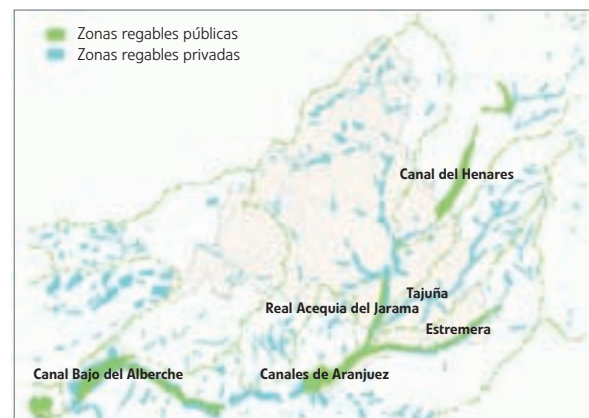 Zonas regables públicas
Zonas regables privadas
Canal del Henares
Tajuña
Real Acequia del Jarama
Estremera
Canal Bajo del Alberche
Canales de Aranjuez